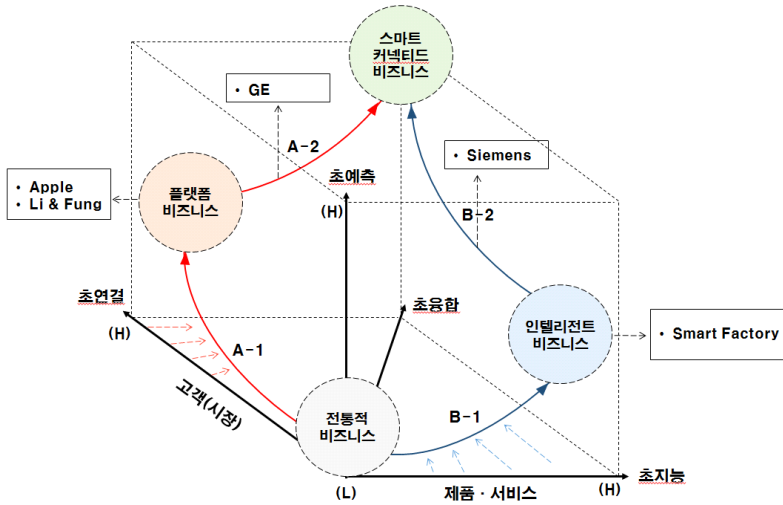 스마트
커넥티드
비즈니스
• GE
A-2
• Siemens
• Apple
• Li & Fung
플랫폼
비즈니스
초예측
(H)
B-2
초연결
(H)
초융합
인텔리전트
비즈니스
• Smart Factory
A-1
고객(시장)
전통적
비즈니스
B-1
(L)
제품 · 서비스
(H)
초지능